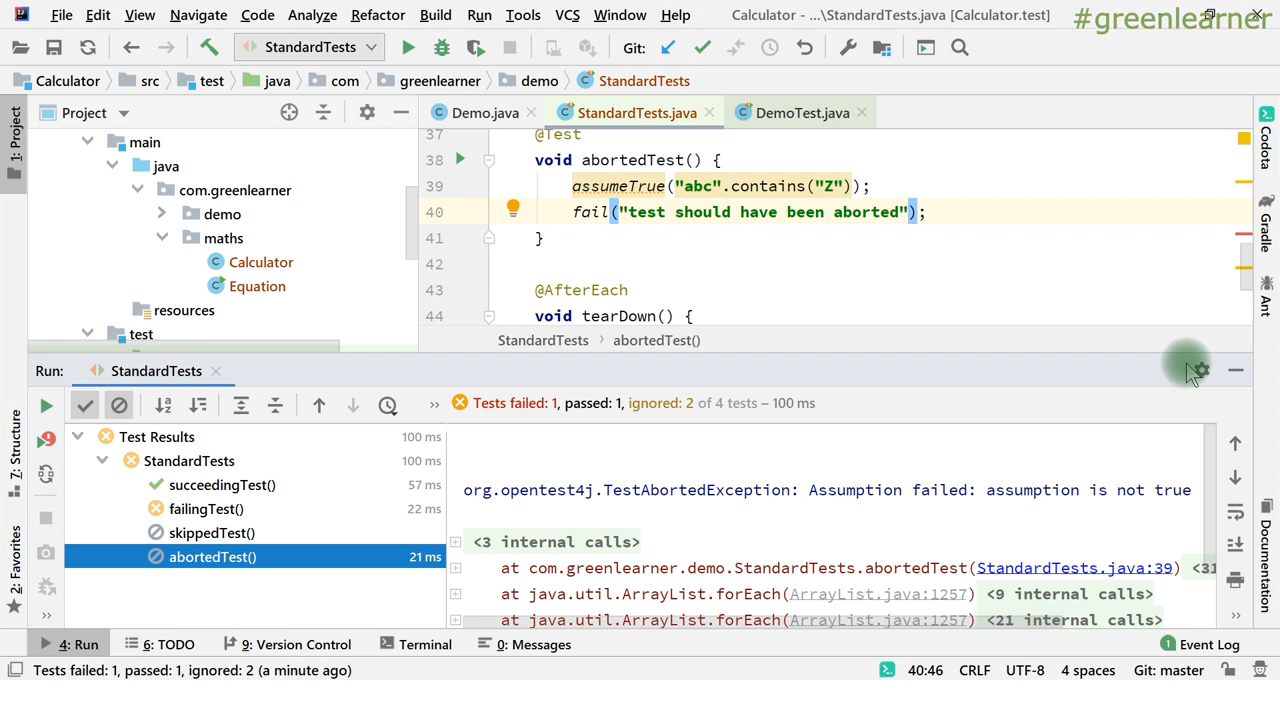 File Edit View Navigate Code Analyze Refactor Build Run Tools VCS Window Help Calculator - ...\StandardTests.java [Calculator.test]
#greenlearner
StandardTests Git:
Calculator src test java com greenlearner demo StandardTests
1: Project
Project
main
java
com.greenlearner
demo
maths
Calculator
Equation
resources
test
Demo.java StandardTests.java DemoTest.java
37 @Test
38 void abortedTest() {
39 assumeTrue("abc".contains("Z"));
40 fail("test should have been aborted");
41 }
42
43 @AfterEach
44 void tearDown() {
StandardTests › abortedTest()
Codota
Gradle
Ant
Documentation
Run: StandardTests
Tests failed: 1, passed: 1, ignored: 2 of 4 tests – 100 ms
7: Structure
2: Favorites
Test Results 100 ms
StandardTests 100 ms
succeedingTest() 57 ms
failingTest() 22 ms
skippedTest()
abortedTest() 21 ms
org.opentest4j.TestAbortedException: Assumption failed: assumption is not true
<3 internal calls>
at com.greenlearner.demo.StandardTests.abortedTest(StandardTests.java:39) <31
at java.util.ArrayList.forEach(ArrayList.java:1257) <9 internal calls>
at java.util.ArrayList.forEach(ArrayList.java:1257) <21 internal calls>
4: Run 6: TODO 9: Version Control Terminal 0: Messages 1 Event Log
Tests failed: 1, passed: 1, ignored: 2 (a minute ago) 40:46 CRLF UTF-8 4 spaces Git: master